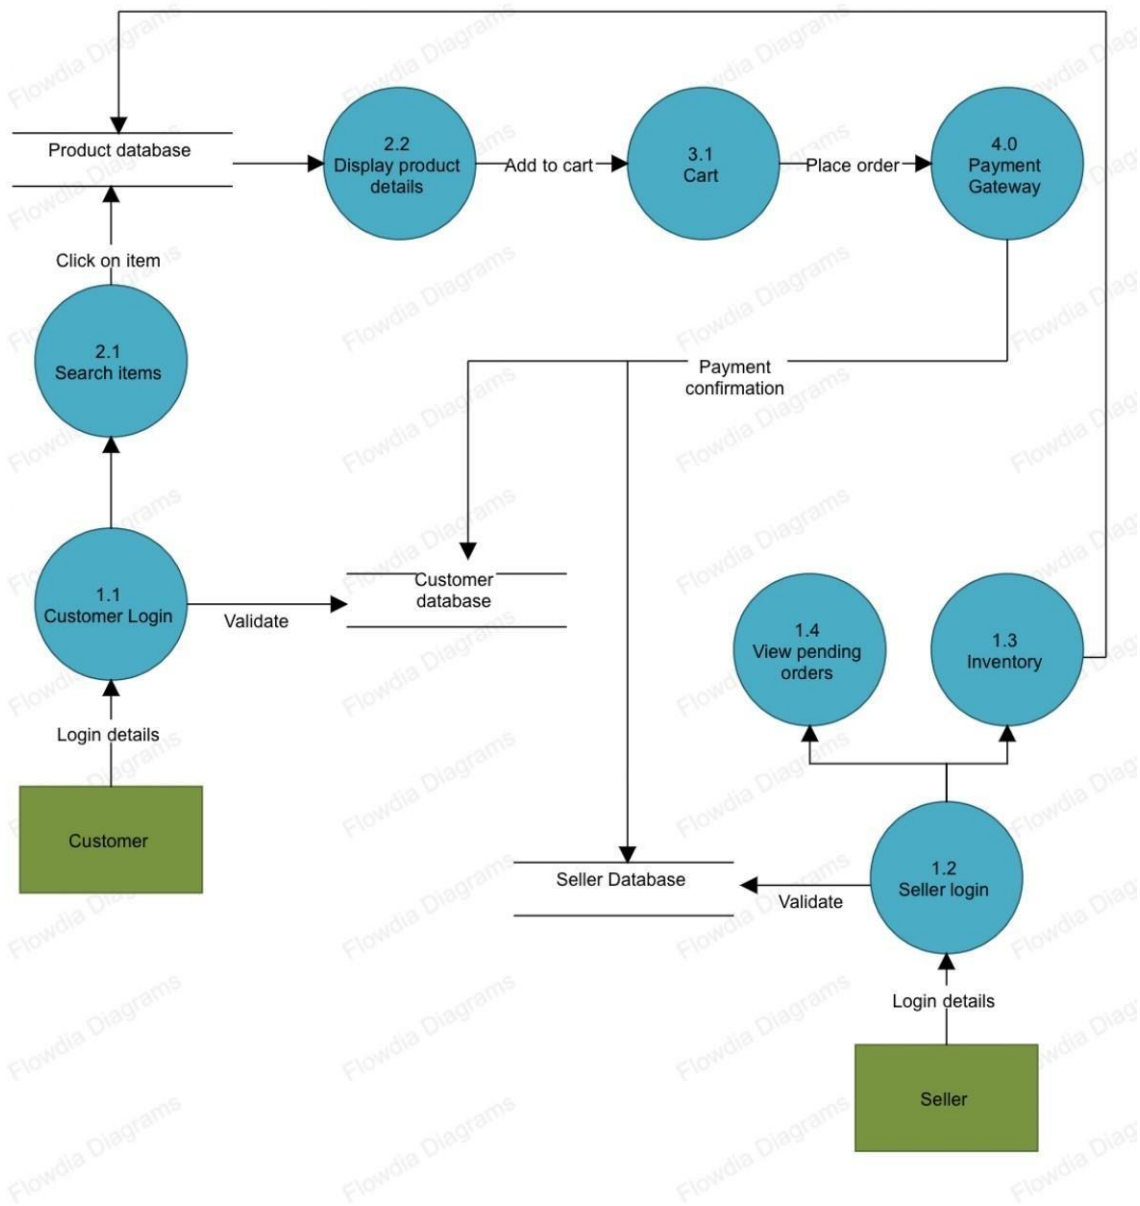 Product database
2.2
Display product
details
Add to cart
3.1
Cart
Place order
4.0
Payment
Gateway
Click on item
2.1
Search items
Payment
confirmation
1.1
Customer Login
Validate
Customer
database
1.4
View pending
orders
1.3
Inventory
Login details
Customer
Seller Database
Validate
1.2
Seller login
Login details
Seller
Flowdia Diagrams